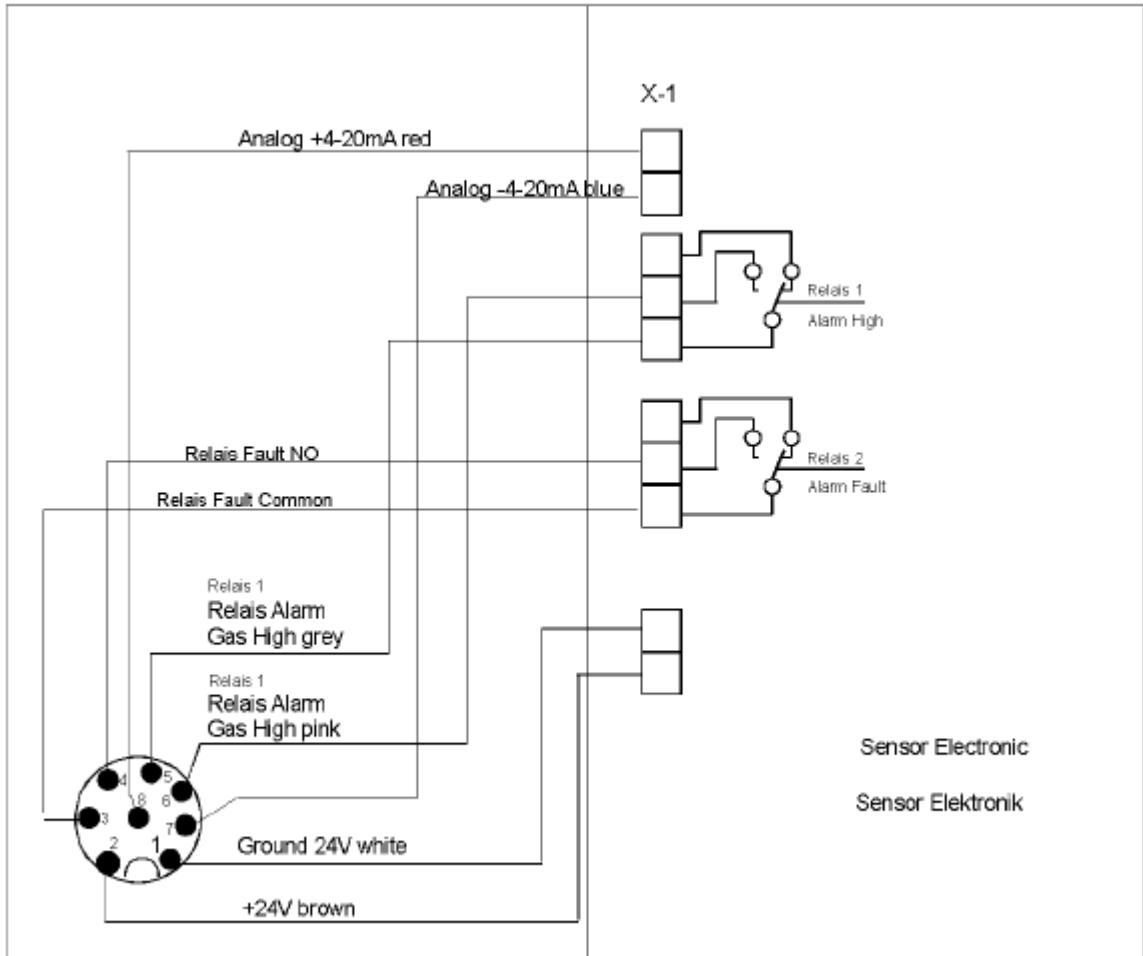 X-1
Analog +4-20mA red
Analog -4-20mA blue
Relais 1
Alarm High
Relais Fault NO
Relais 2
Alarm Fault
Relais Fault Common
Relais 1
Relais Alarm
Gas High grey
Relais 1
Relais Alarm
Gas High pink
Sensor Electronic
Sensor Elektronik
4
5
6
8
3
7
2
1
Ground 24V white
+24V brown